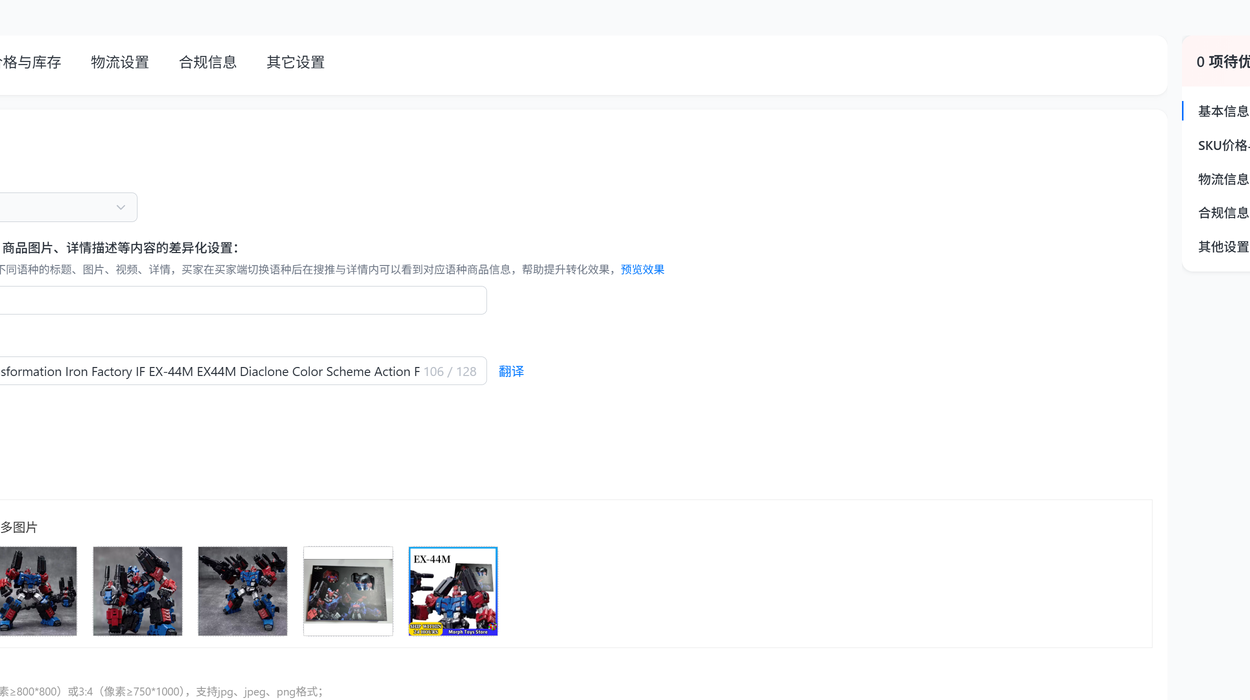 价格与库存 物流设置 合规信息 其它设置
0 项待优
基本信息
SKU价格
物流信息
合规信息
其他设置
商品图片、详情描述等内容的差异化设置：
不同语种的标题、图片、视频、详情，买家在买家端切换语种后在搜推与详情内可以看到对应语种商品信息，帮助提升转化效果，预览效果
sformation Iron Factory IF EX-44M EX44M Diaclone Color Scheme Action F 106 / 128 翻译
多图片
EX-44M
SHIP WITHIN
24 HOURS
Morph Toys Store
素≥800*800）或3:4（像素≥750*1000），支持jpg、jpeg、png格式；